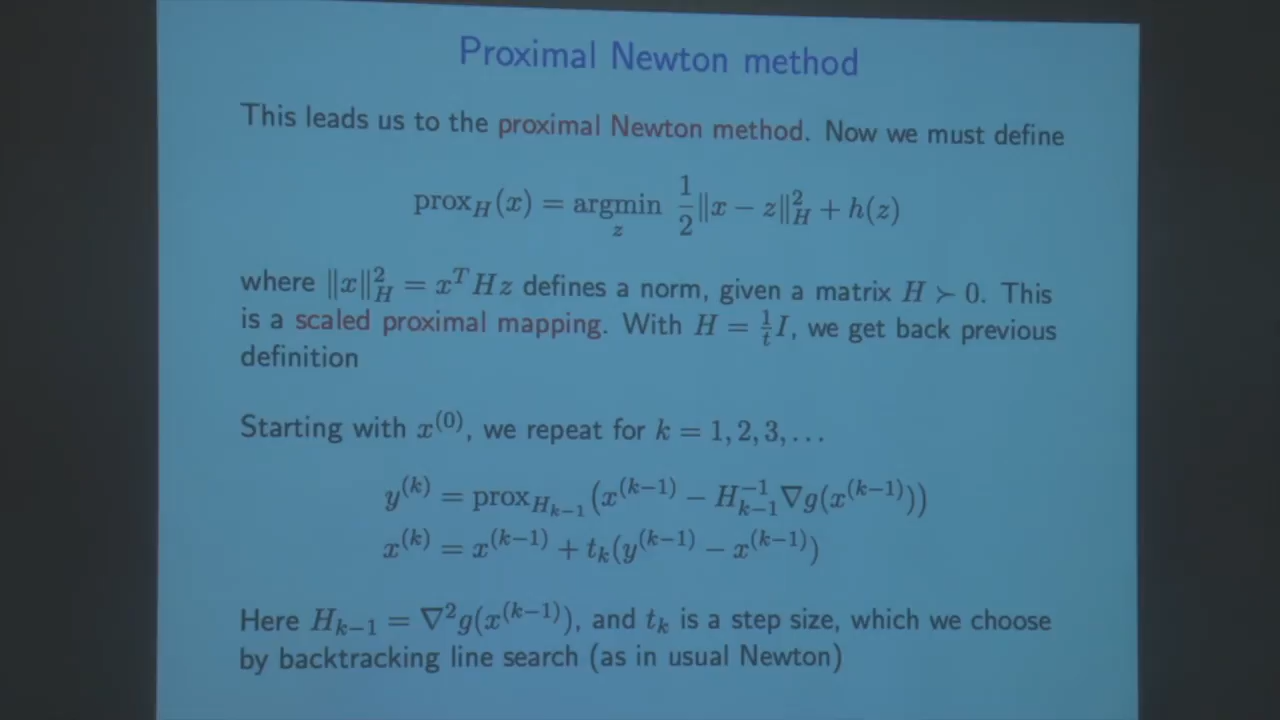 Proximal Newton method
This leads us to the proximal Newton method. Now we must define
prox_H(x) = argmin_z 1/2 ‖x − z‖²_H + h(z)
where ‖x‖²_H = x^T Hz defines a norm, given a matrix H ≻ 0. This
is a scaled proximal mapping. With H = 1/t I, we get back previous
definition
Starting with x^(0), we repeat for k = 1, 2, 3, . . .
y^(k) = prox_{H_{k−1}}(x^(k−1) − H_{k−1}^{−1}∇g(x^(k−1)))
x^(k) = x^(k−1) + t_k(y^(k−1) − x^(k−1))
Here H_{k−1} = ∇²g(x^(k−1)), and t_k is a step size, which we choose
by backtracking line search (as in usual Newton)